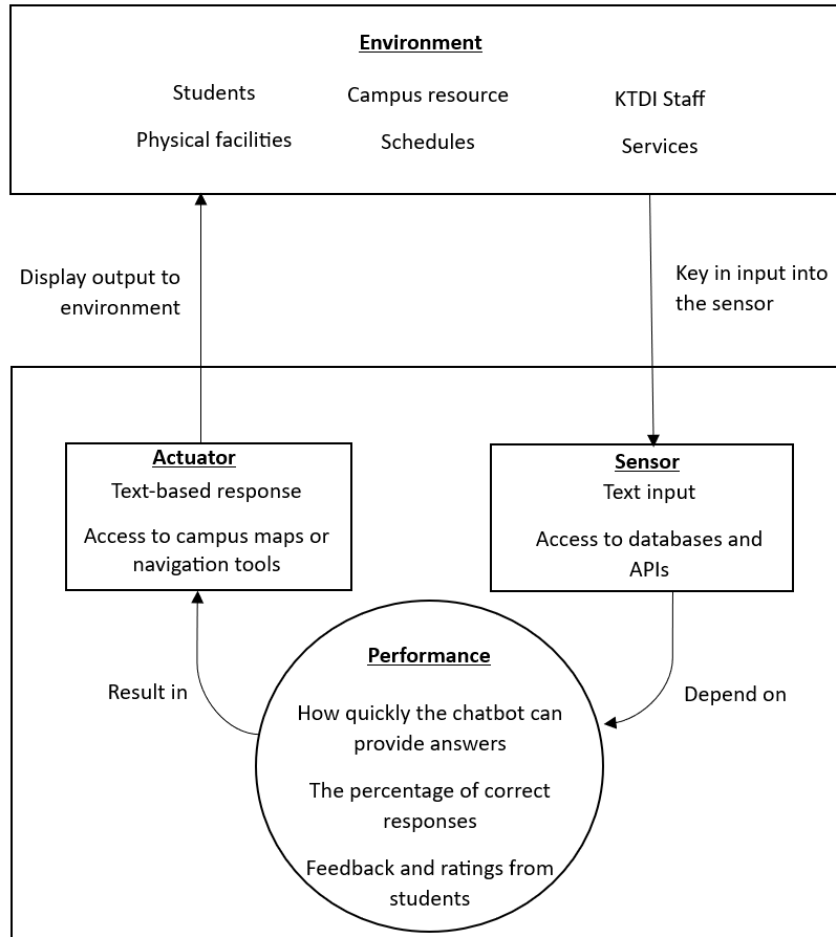 Environment
Students
Campus resource
KTDI Staff
Physical facilities
Schedules
Services
Display output to
environment
Key in input into
the sensor
Actuator
Text-based response
Access to campus maps or
navigation tools
Sensor
Text input
Access to databases and
APIs
Performance
How quickly the chatbot can
provide answers
The percentage of correct
responses
Feedback and ratings from
students
Result in
Depend on